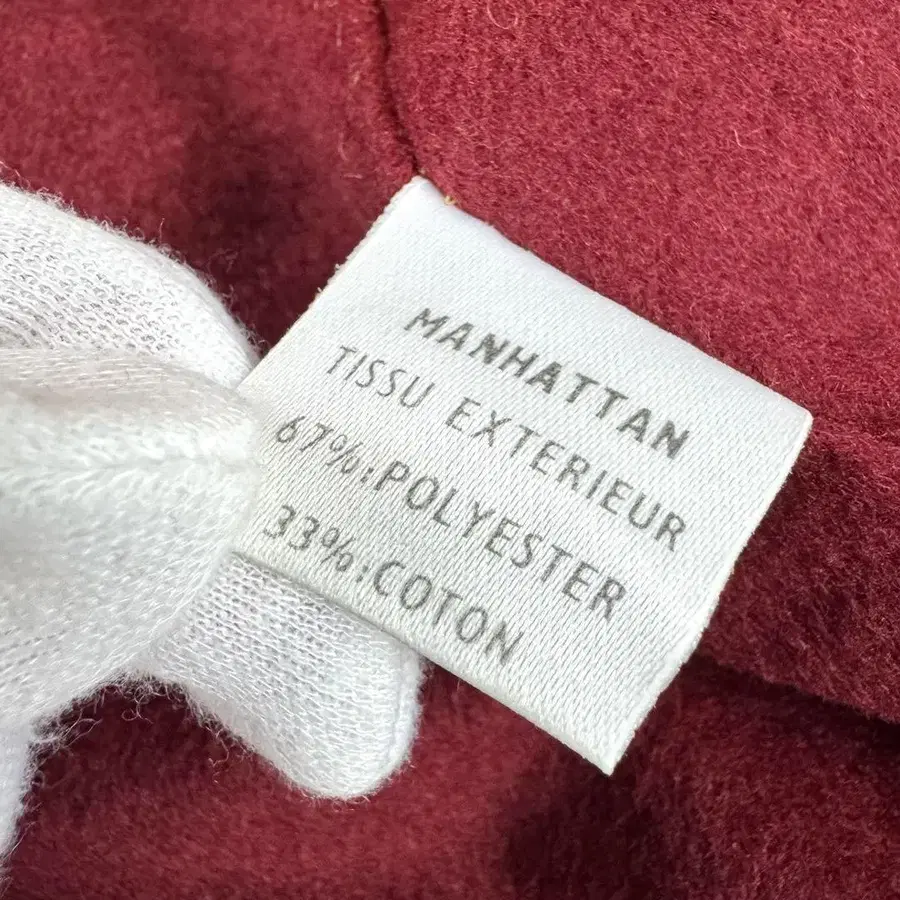 MANHATTAN
TISSU EXTERIEUR
67%:POLYESTER
33%:COTON